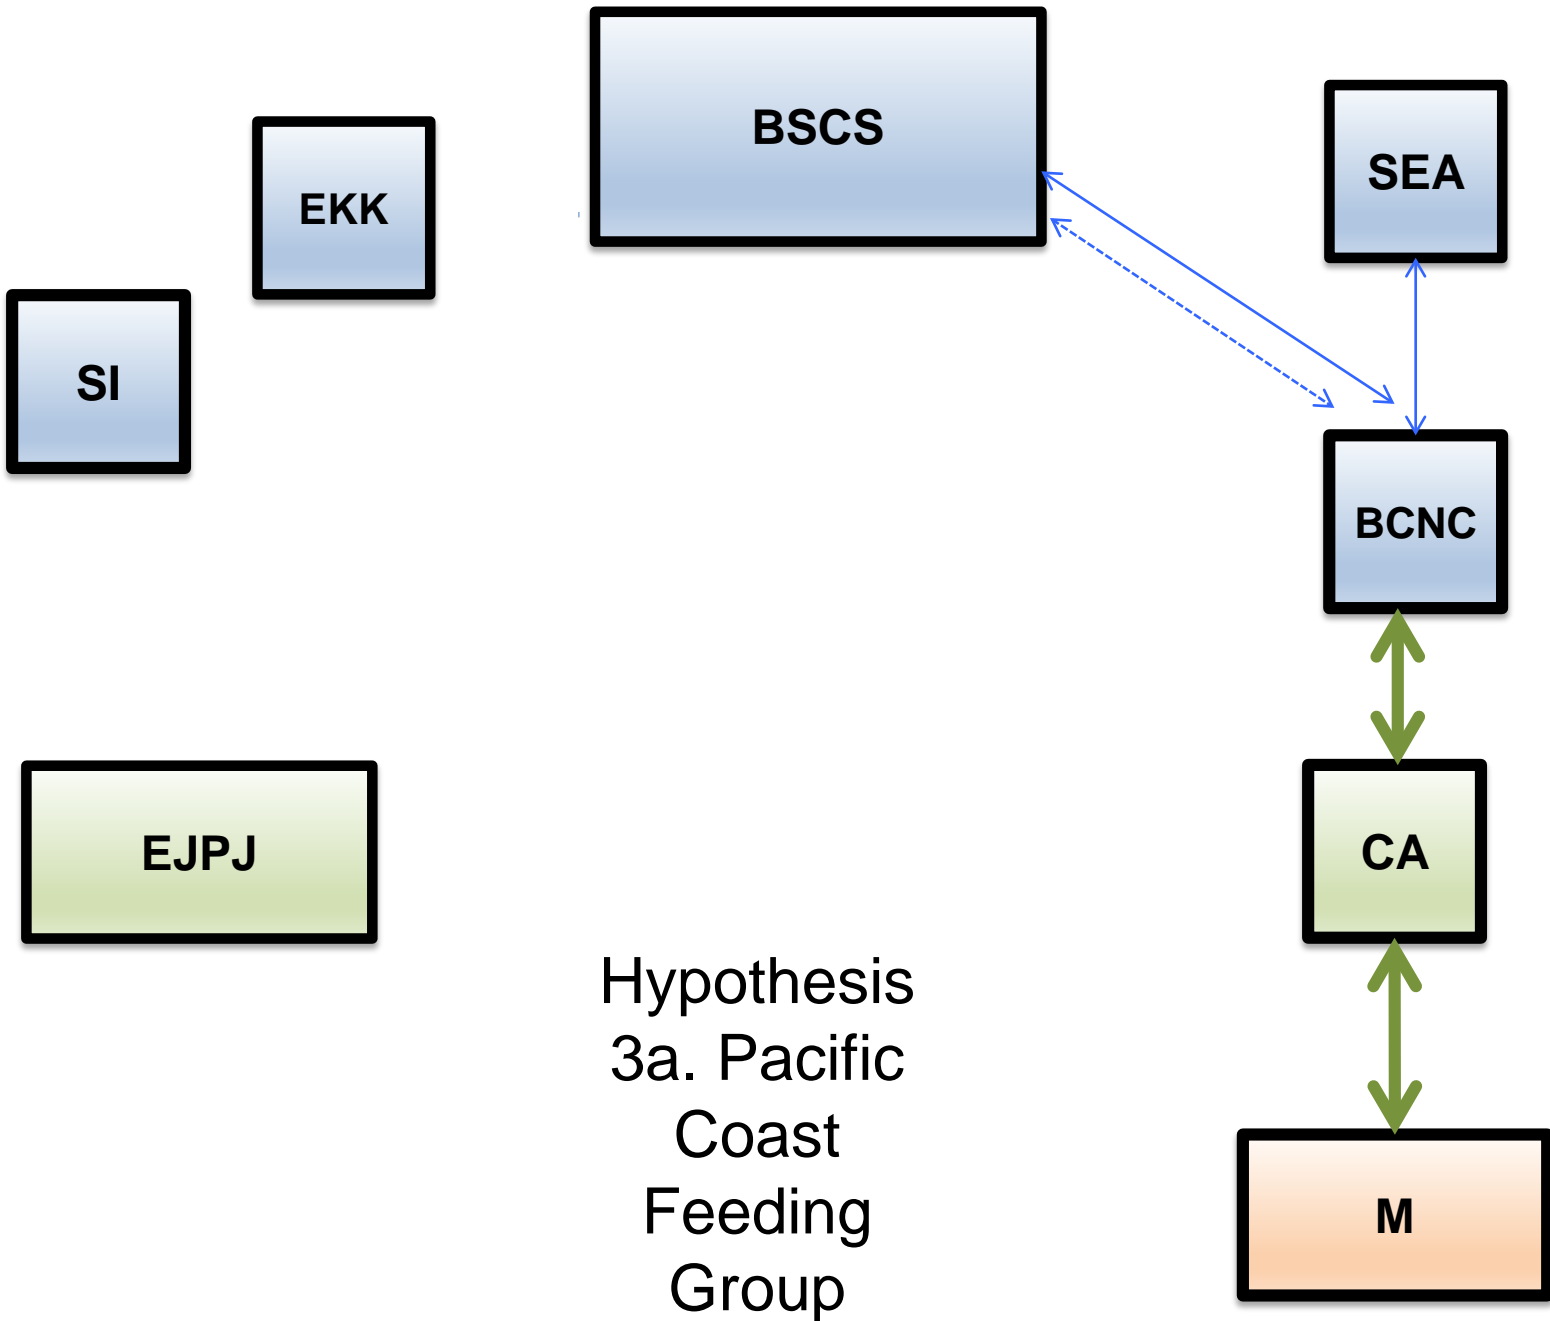 BSCS
SEA
EKK
SI
BCNC
EJPJ
CA
Hypothesis
3a. Pacific
Coast
Feeding
Group
M